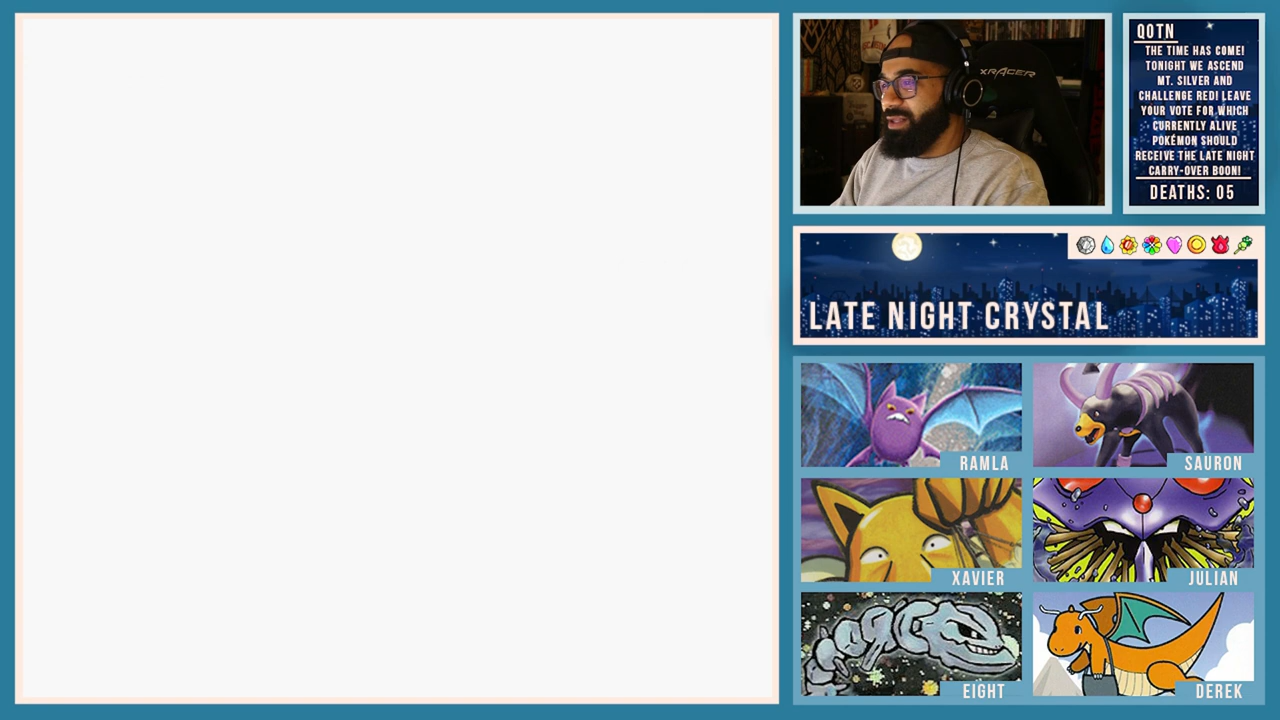 XRACER
QOTN
THE TIME HAS COME!
TONIGHT WE ASCEND
MT. SILVER AND
CHALLENGE RED! LEAVE
YOUR VOTE FOR WHICH
CURRENTLY ALIVE
POKÉMON SHOULD
RECEIVE THE LATE NIGHT
CARRY-OVER BOON!
DEATHS: 05
LATE NIGHT CRYSTAL
RAMLA
SAURON
XAVIER
JULIAN
EIGHT
DEREK